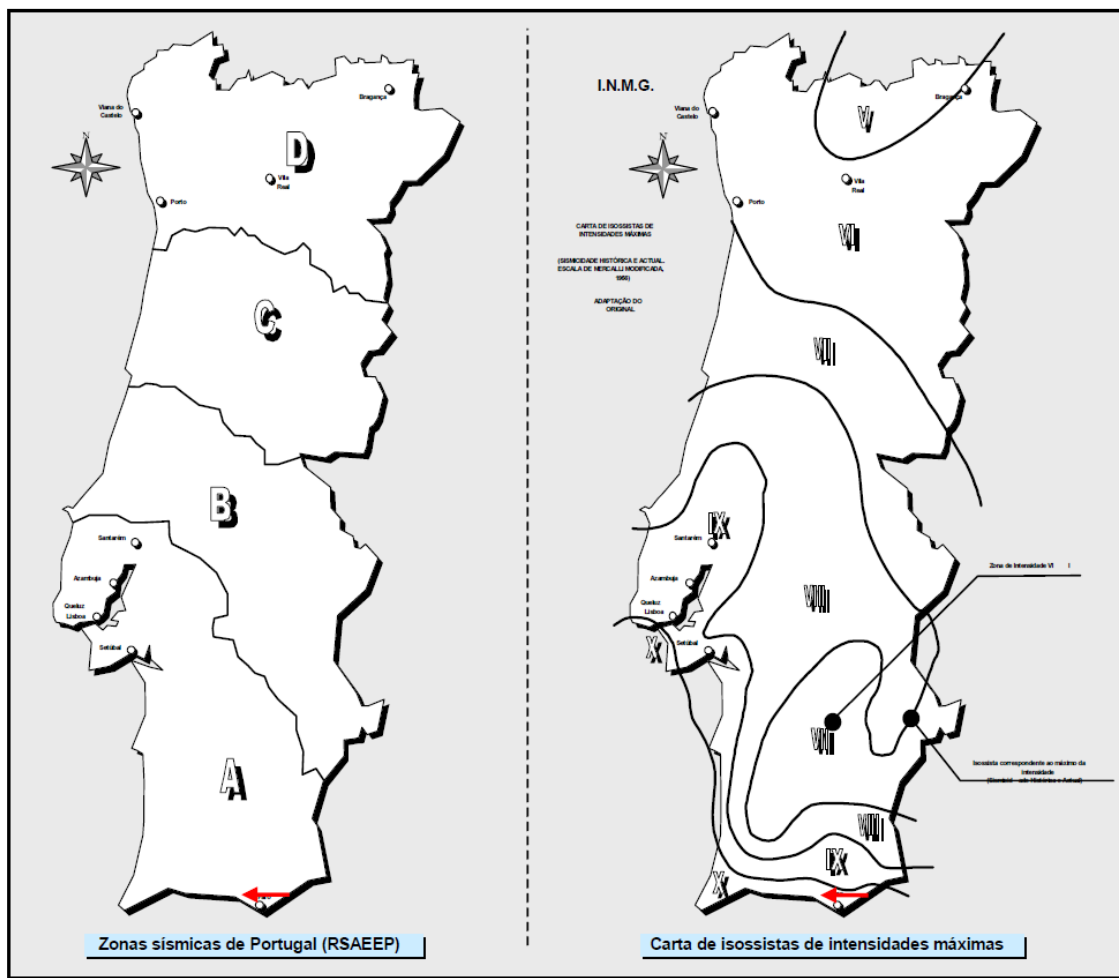 Bragança
Viana do
Castelo
N
D
Vila
Real
Porto
C
B
Santarém
Azambuja
Queluz
Lisboa
Setúbal
A
Zonas sísmicas de Portugal (RSAEEP)
I.N.M.G.
Bragança
Viana do
Castelo
V
N
Vila
Real
Porto
VI
CARTA DE ISOSSISTAS DE
INTENSIDADES MÁXIMAS
(SISMICIDADE HISTÓRICA E ACTUAL.
ESCALA DE MERCALLI MODIFICADA,
ADAPTAÇÃO DO
ORIGINAL
VII
IX
Santarém
Zona de Intensidade VI I
Azambuja
VIII
Queluz
Lisboa
X
Setúbal
VII
Isossista correspondente ao máximo da
Intensidade
VIII
IX
X
Carta de isossistas de intensidades máximas